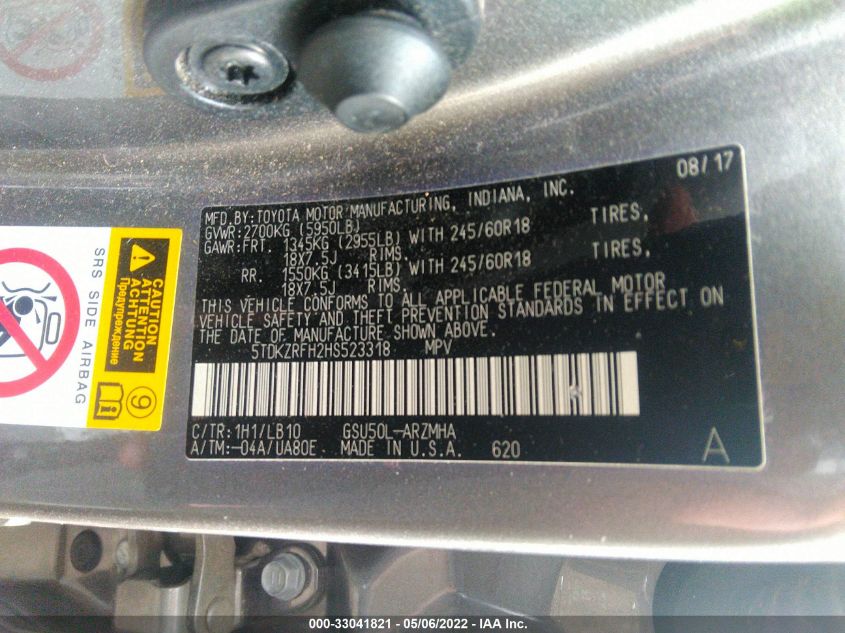 08/17
MFD.BY:TOYOTA MOTOR MANUFACTURING, INDIANA, INC.
GVWR:2700KG (5950LB)
GAWR:FRT. 1345KG (2955LB) WITH 245/60R18 TIRES,
18X7.5J RIMS.
RR. 1550KG (3415LB) WITH 245/60R18 TIRES,
18X7.5J RIMS.
THIS VEHICLE CONFORMS TO ALL APPLICABLE FEDERAL MOTOR
VEHICLE SAFETY AND THEFT PREVENTION STANDARDS IN EFFECT ON
THE DATE OF MANUFACTURE SHOWN ABOVE.
5TDKZRFH2HS523318 MPV
C/TR:1H1/LB10 GSU50L-ARZMHA
A/TM:-04A/UA80E MADE IN U.S.A. 620
A
SRS SIDE AIRBAG
CAUTION
ATTENTION
ACHTUNG
Предупреждение
9
000-33041821 - 05/06/2022 - IAA Inc.